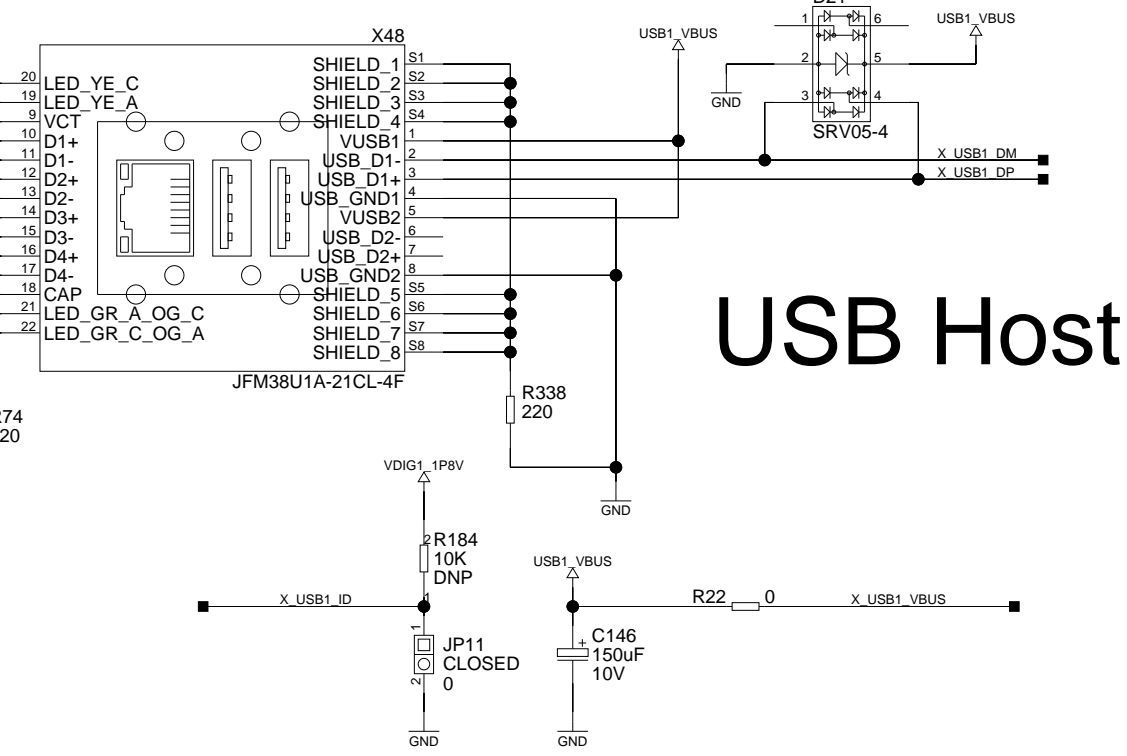 X48
20 LED_YE_C
19 LED_YE_A
9 VCT
10 D1+
11 D1-
12 D2+
13 D2-
14 D3+
15 D3-
16 D4+
17 D4-
18 CAP
21 LED_GR_A_OG_C
22 LED_GR_C_OG_A
SHIELD_1 S1
SHIELD_2 S2
SHIELD_3 S3
SHIELD_4 S4
VUSB1 1
USB_D1- 2
USB_D1+ 3
USB_GND1 4
VUSB2 5
USB_D2- 6
USB_D2+ 7
USB_GND2 8
SHIELD_5 S5
SHIELD_6 S6
SHIELD_7 S7
SHIELD_8 S8
JFM38U1A-21CL-4F
USB1_VBUS
1 6
2 5
3 4
SRV05-4
GND
USB1_VBUS
X_USB1_DM
X_USB1_DP
USB Host
R338
220
GND
VDIG1_1P8V
2
R184
10K
DNP
1
X_USB1_ID
1
JP11
CLOSED
0
2
GND
USB1_VBUS
R22 0
X_USB1_VBUS
+
C146
150uF
10V
GND